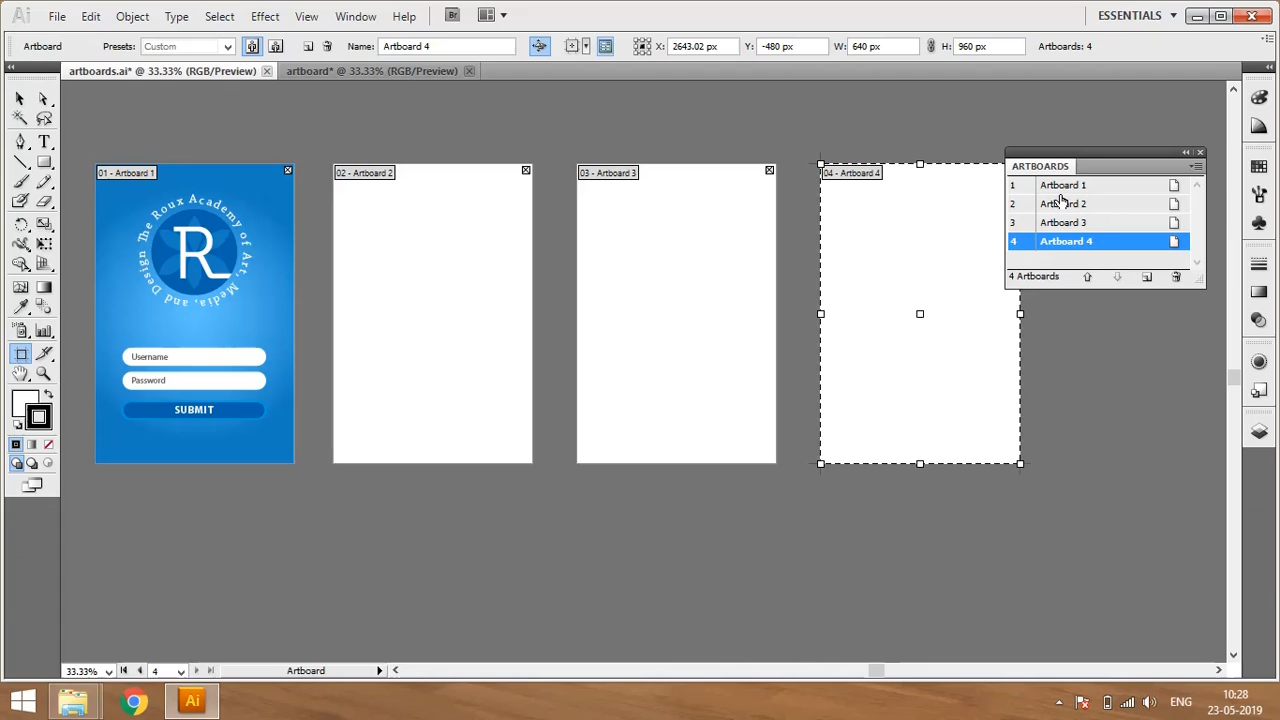 Ai File Edit Object Type Select Effect View Window Help Br ESSENTIALS
Artboard Presets: Custom Name: Artboard 4 X: 2643.02 px Y: -480 px W: 640 px H: 960 px Artboards: 4
artboards.ai* @ 33.33% (RGB/Preview) artboard* @ 33.33% (RGB/Preview)
01 - Artboard 1
02 - Artboard 2
03 - Artboard 3
04 - Artboard 4
The Roux Academy of Art, Media, and Design
R
Username
Password
SUBMIT
ARTBOARDS
1 Artboard 1
2 Artboard 2
3 Artboard 3
4 Artboard 4
4 Artboards
33.33% 4 Artboard
Ai ENG 10:28
23-05-2019